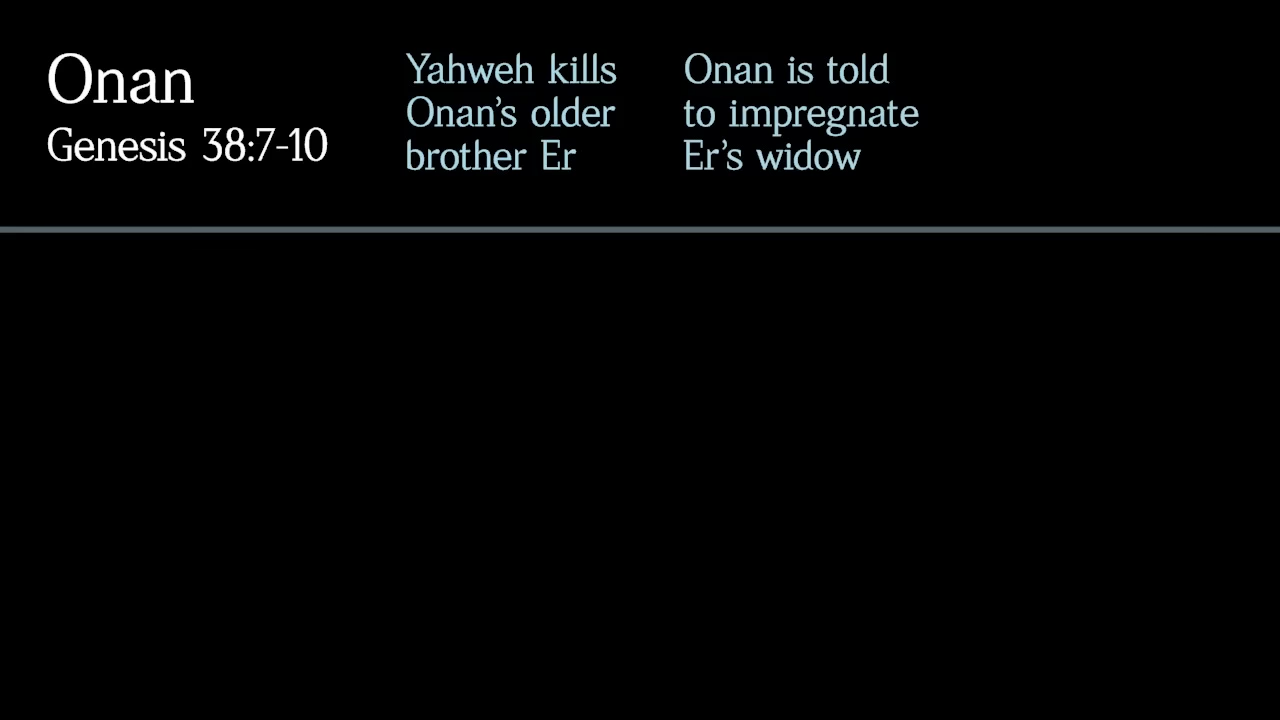 Onan
Genesis 38:7-10
Yahweh kills
Onan’s older
brother Er
Onan is told
to impregnate
Er’s widow